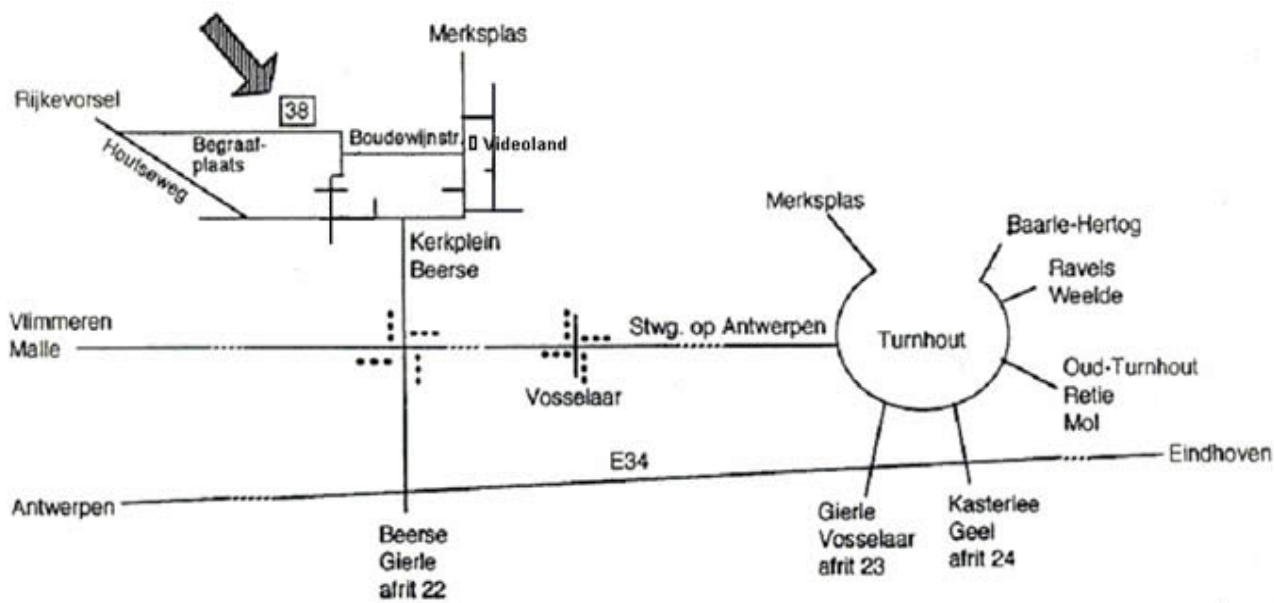 Merksplas
Rijkevorsel
38
Begraaf-
plaats
Boudewijnstr.
Videoland
Houtseweg
Kerkplein
Beerse
Merksplas
Baarle-Hertog
Ravels
Weelde
Vlimmeren
Malle
Stwg. op Antwerpen
Turnhout
Vosselaar
Oud-Turnhout
Retie
Mol
E34
Eindhoven
Antwerpen
Beerse
Gierle
afrit 22
Gierle
Vosselaar
afrit 23
Kasterlee
Geel
afrit 24